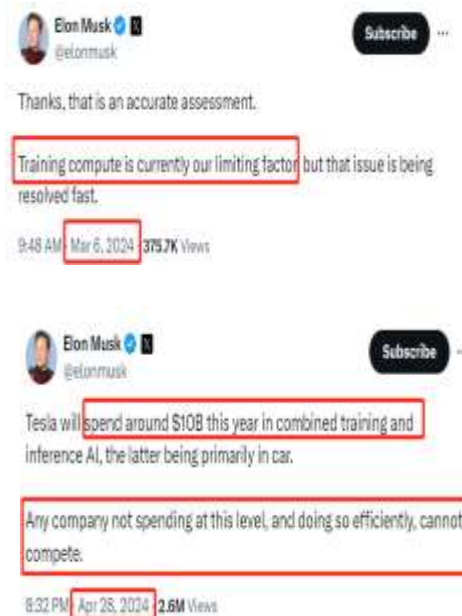 Elon Musk
@elonmusk
Subscribe
Thanks, that is an accurate assessment.
Training compute is currently our limiting factor but that issue is being
resolved fast.
9:48 AM · Mar 6, 2024 375.7K Views
Elon Musk
@elonmusk
Subscribe
Tesla will spend around $10B this year in combined training and
inference AI, the latter being primarily in car.
Any company not spending at this level, and doing so efficiently, cannot
compete.
8:32 PM · Apr 28, 2024 2.6M Views